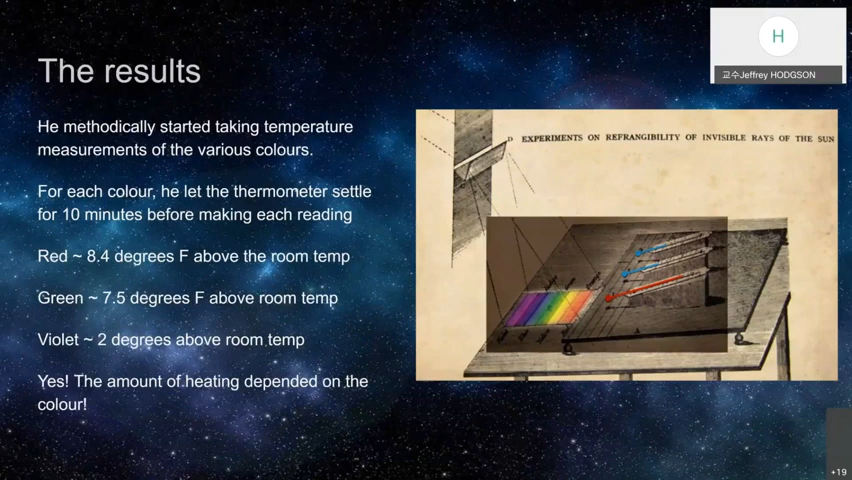 The results
He methodically started taking temperature
measurements of the various colours.
For each colour, he let the thermometer settle
for 10 minutes before making each reading
Red ~ 8.4 degrees F above the room temp
Green ~ 7.5 degrees F above room temp
Violet ~ 2 degrees above room temp
Yes! The amount of heating depended on the
colour!
H
교수Jeffrey HODGSON
D EXPERIMENTS ON REFRANGIBILITY OF INVISIBLE RAYS OF THE SUN
+19